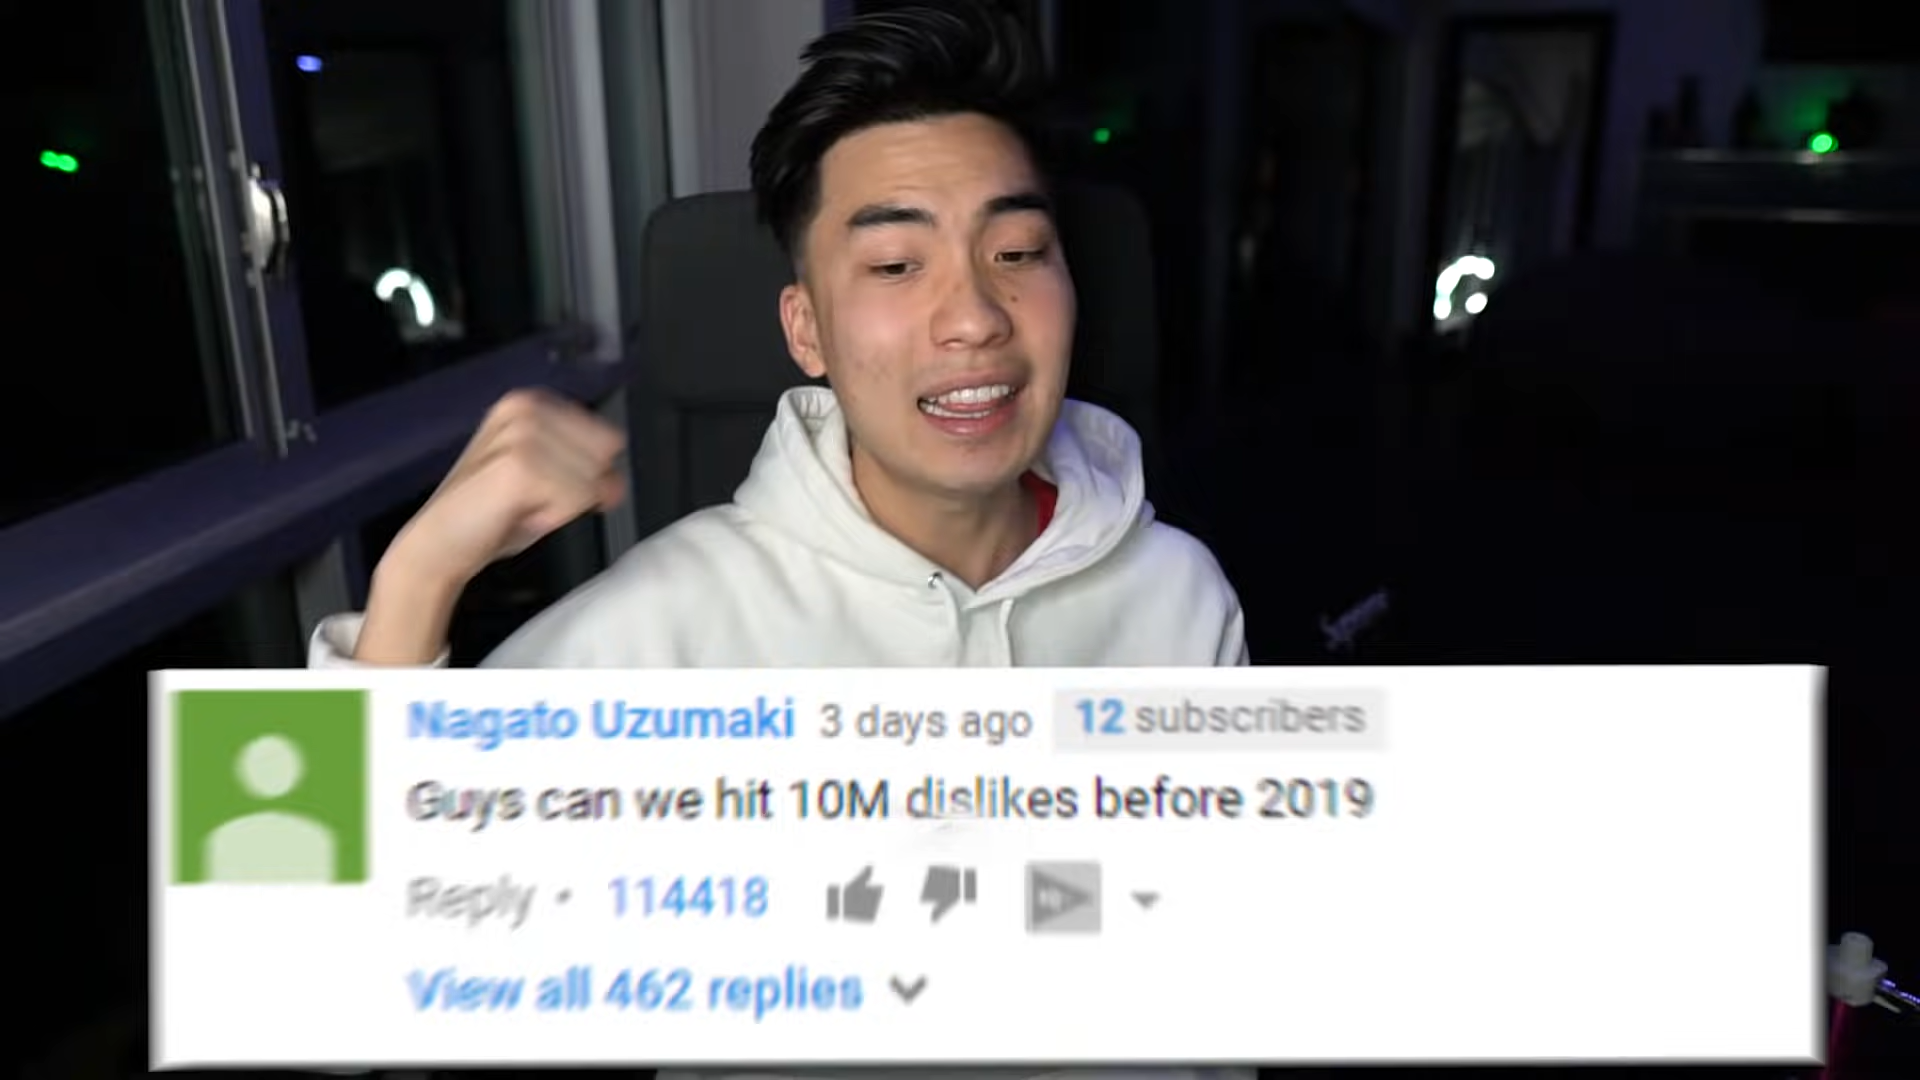 Nagato Uzumaki 3 days ago 12 subscribers
Guys can we hit 10M dislikes before 2019
Reply • 114418
View all 462 replies